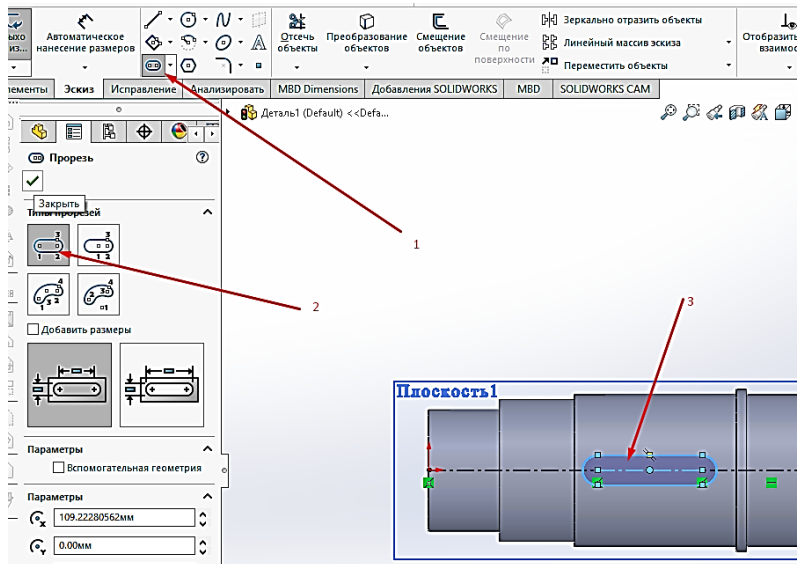 Автоматическое
нанесение размеров
Отсечь
объекты
Преобразование
объектов
Смещение
объектов
Смещение
по
поверхности
Зеркально отразить объекты
Линейный массив эскиза
Переместить объекты
Отобразить
взаимос
лементы Эскиз Исправление Анализировать MBD Dimensions Добавления SOLIDWORKS MBD SOLIDWORKS CAM
Деталь1 (Default) <<Defa...
Прорезь
Закрыть
Типы прорезей
1
2
Добавить размеры
3
Плоскость1
Параметры
Вспомогательная геометрия
Параметры
109.22280562мм
0.00мм